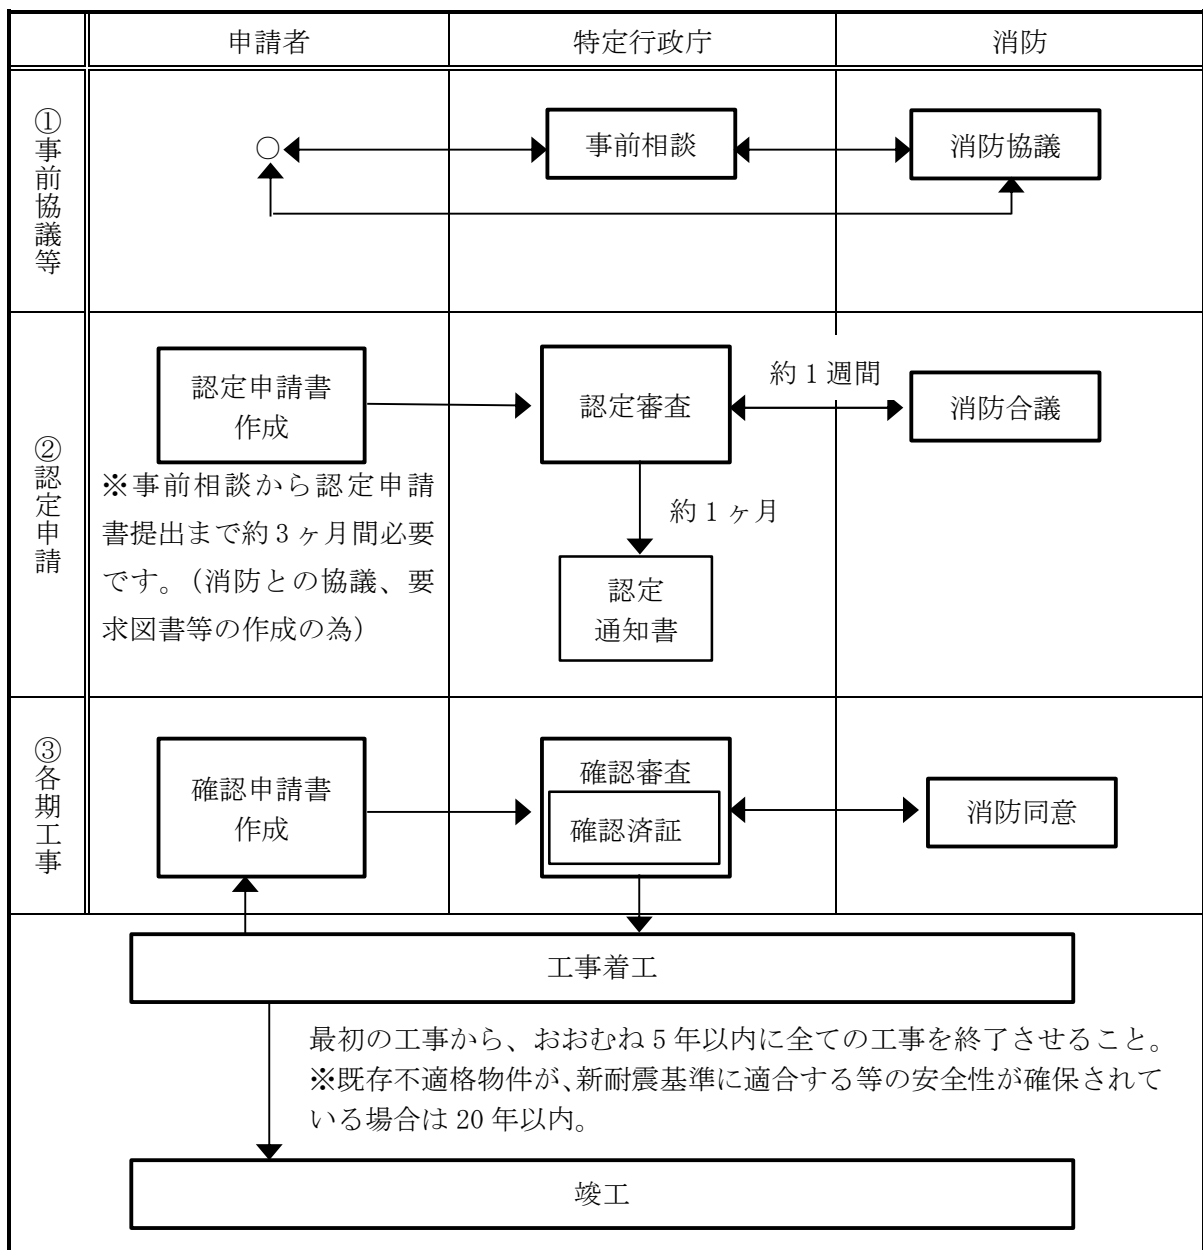 申請者
特定行政庁
消防
①事前協議等
○
事前相談
消防協議
②認定申請
認定申請書
作成
※事前相談から認定申請
書提出まで約3ヶ月間必要
です。(消防との協議、要
求図書等の作成の為)
認定審査
約1週間
消防合議
約1ヶ月
認定
通知書
③各期工事
確認申請書
作成
確認審査
確認済証
消防同意
工事着工
最初の工事から、おおむね5年以内に全ての工事を終了させること。
※既存不適格物件が、新耐震基準に適合する等の安全性が確保されて
いる場合は20年以内。
竣工